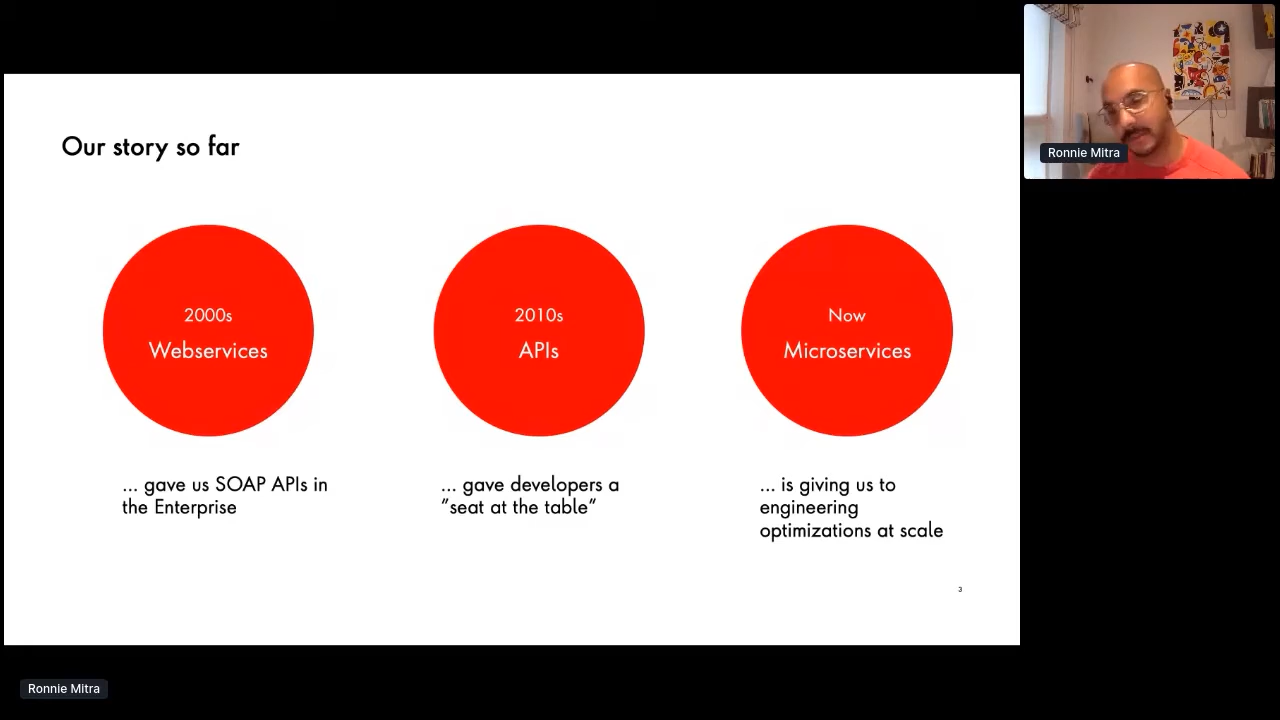 Our story so far
2000s
Webservices
2010s
APIs
Now
Microservices
... gave us SOAP APIs in
the Enterprise
... gave developers a
"seat at the table"
... is giving us to
engineering
optimizations at scale
3
Ronnie Mitra
Ronnie Mitra